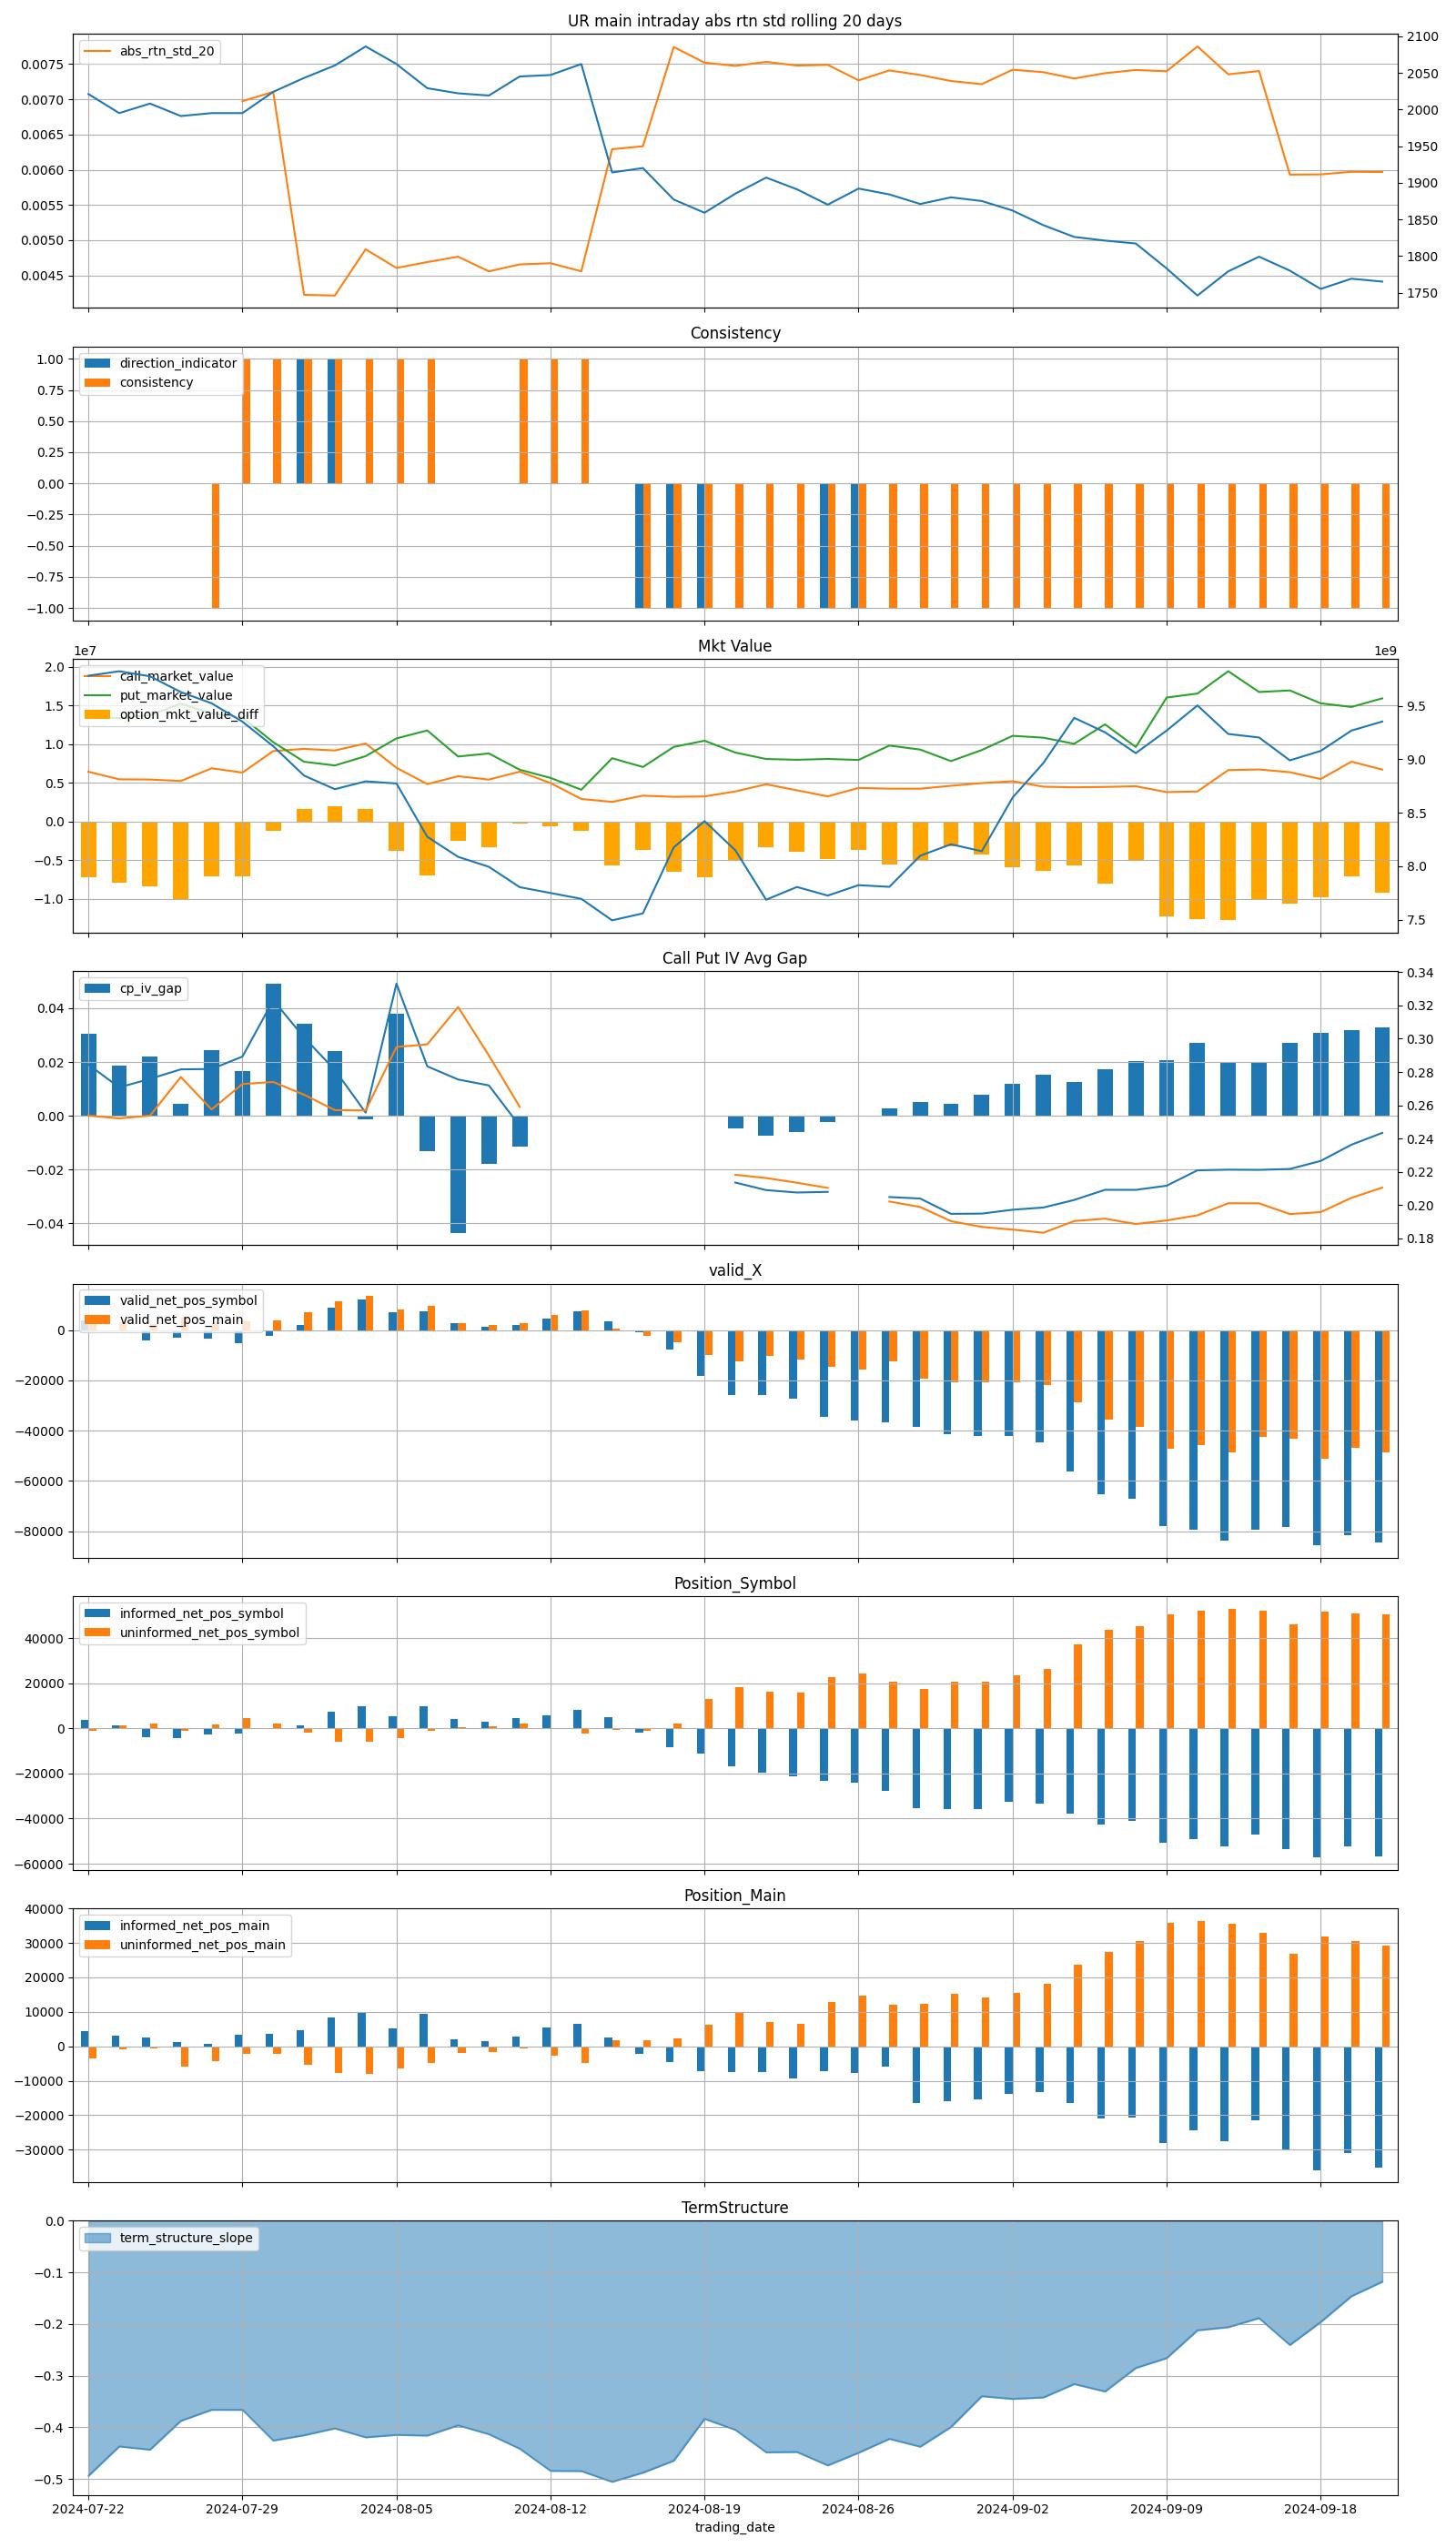 UR main intraday abs rtn std rolling 20 days
abs_rtn_std_20
0.0075
0.0070
0.0065
0.0060
0.0055
0.0050
0.0045
2100
2050
2000
1950
1900
1850
1800
1750
Consistency
direction_indicator
consistency
1.00
0.75
0.50
0.25
0.00
−0.25
−0.50
−0.75
−1.00
Mkt Value
1e7
1e9
call_market_value
put_market_value
option_mkt_value_diff
2.0
1.5
1.0
0.5
0.0
−0.5
−1.0
9.5
9.0
8.5
8.0
7.5
Call Put IV Avg Gap
cp_iv_gap
0.04
0.02
0.00
−0.02
−0.04
0.34
0.32
0.30
0.28
0.26
0.24
0.22
0.20
0.18
valid_X
valid_net_pos_symbol
valid_net_pos_main
0
−20000
−40000
−60000
−80000
Position_Symbol
informed_net_pos_symbol
uninformed_net_pos_symbol
40000
20000
0
−20000
−40000
−60000
Position_Main
informed_net_pos_main
uninformed_net_pos_main
40000
30000
20000
10000
0
−10000
−20000
−30000
TermStructure
term_structure_slope
0.0
−0.1
−0.2
−0.3
−0.4
−0.5
2024-07-22 2024-07-29 2024-08-05 2024-08-12 2024-08-19 2024-08-26 2024-09-02 2024-09-09 2024-09-18
trading_date